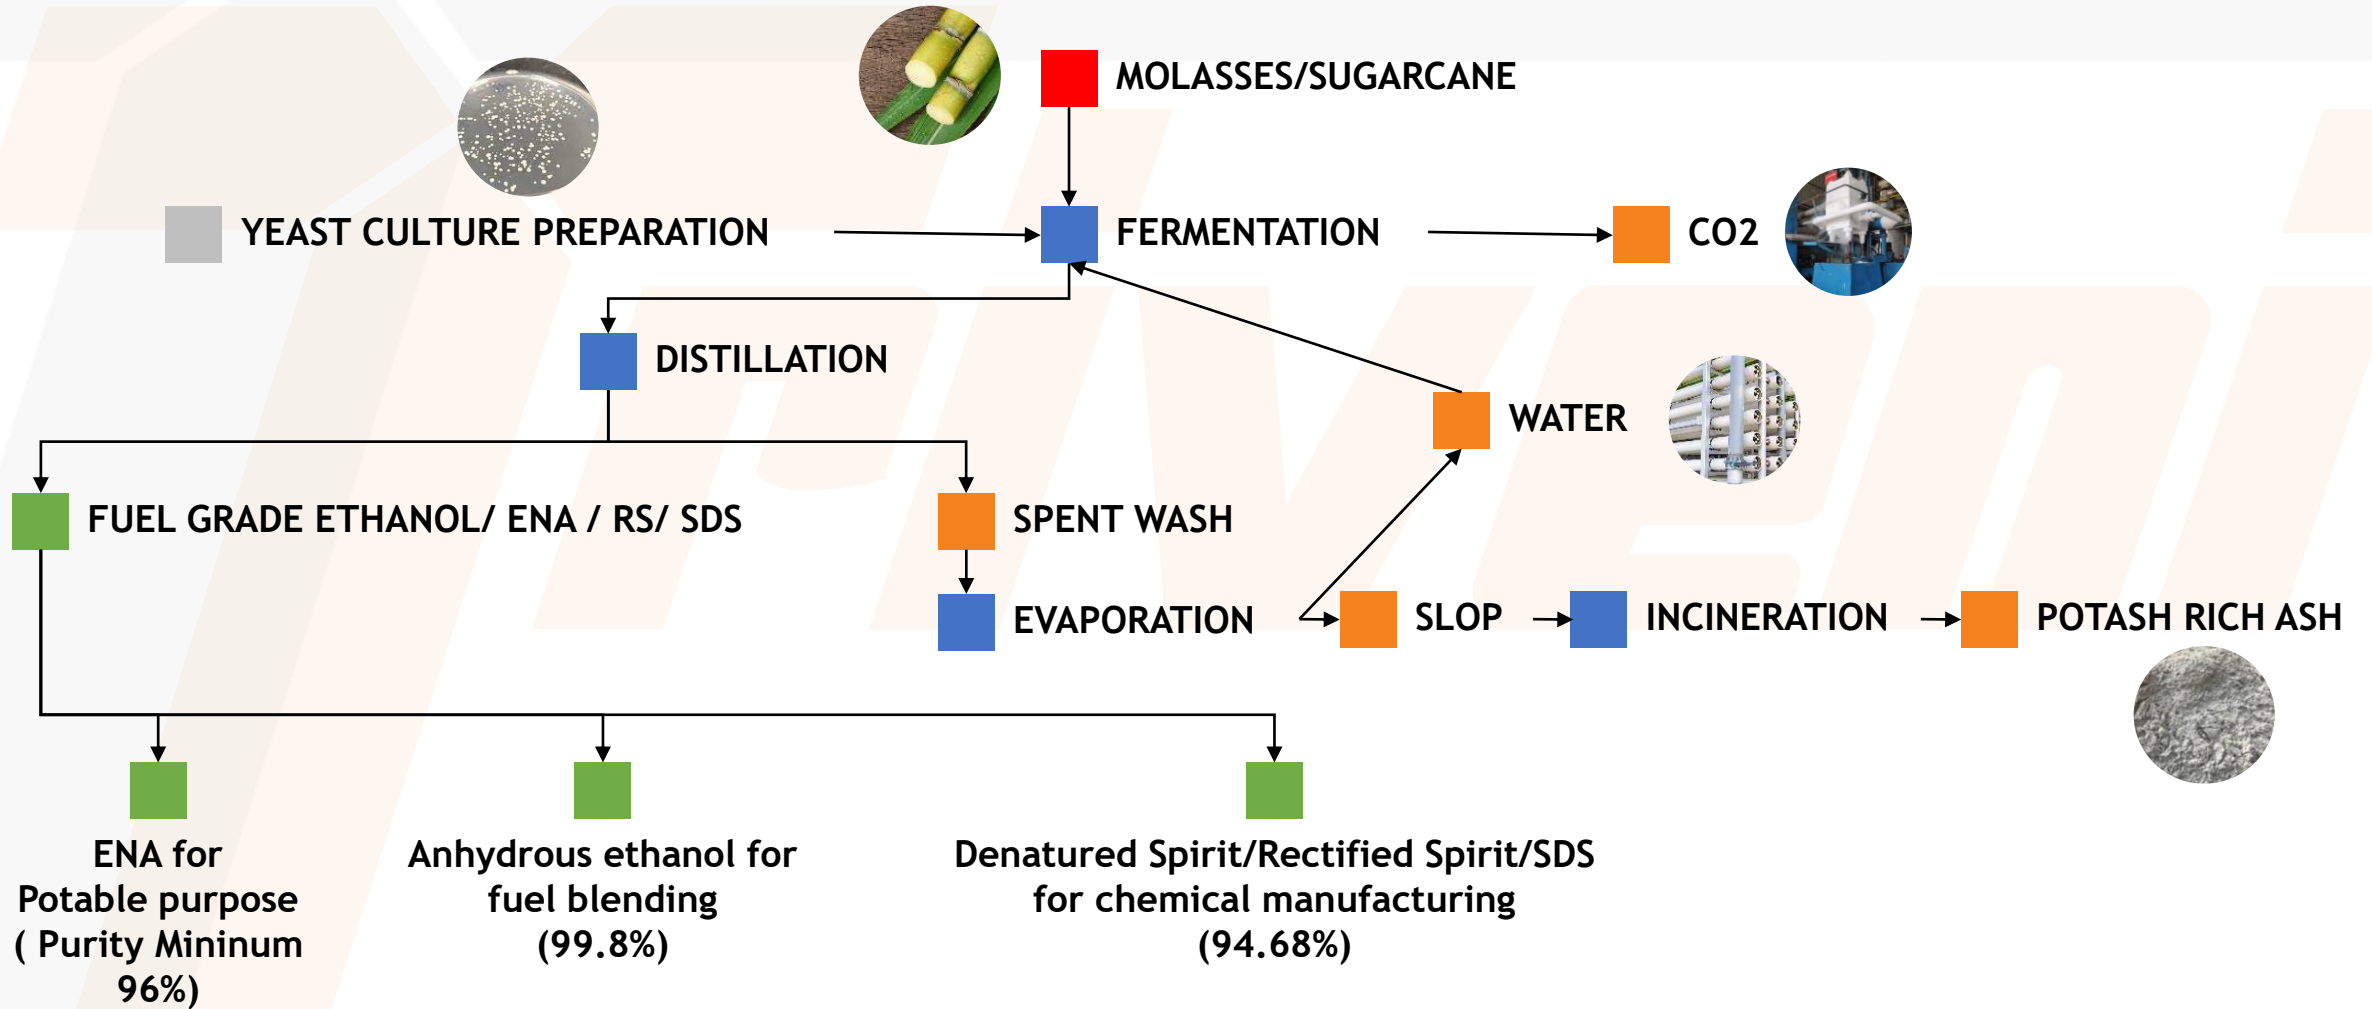 MOLASSES/SUGARCANE
YEAST CULTURE PREPARATION
FERMENTATION
CO2
DISTILLATION
WATER
FUEL GRADE ETHANOL/ ENA / RS/ SDS
SPENT WASH
EVAPORATION
SLOP
INCINERATION
POTASH RICH ASH
ENA for
Potable purpose
( Purity Mininum
96%)
Anhydrous ethanol for
fuel blending
(99.8%)
Denatured Spirit/Rectified Spirit/SDS
for chemical manufacturing
(94.68%)
Triveni